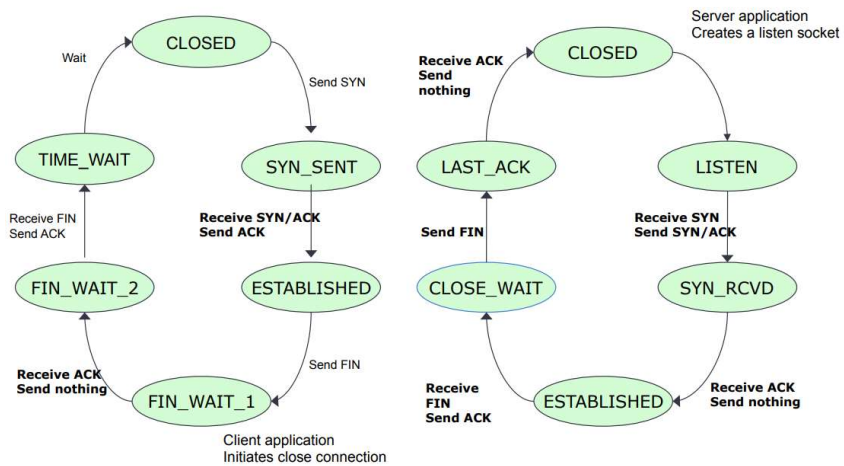 CLOSED
Wait
Send SYN
TIME_WAIT
SYN_SENT
Receive FIN
Send ACK
Receive SYN/ACK
Send ACK
FIN_WAIT_2
ESTABLISHED
Receive ACK
Send nothing
Send FIN
FIN_WAIT_1
Client application
Initiates close connection
Server application
Creates a listen socket
CLOSED
Receive ACK
Send
nothing
LAST_ACK
LISTEN
Send FIN
Receive SYN
Send SYN/ACK
CLOSE_WAIT
SYN_RCVD
Receive
FIN
Send ACK
Receive ACK
Send nothing
ESTABLISHED